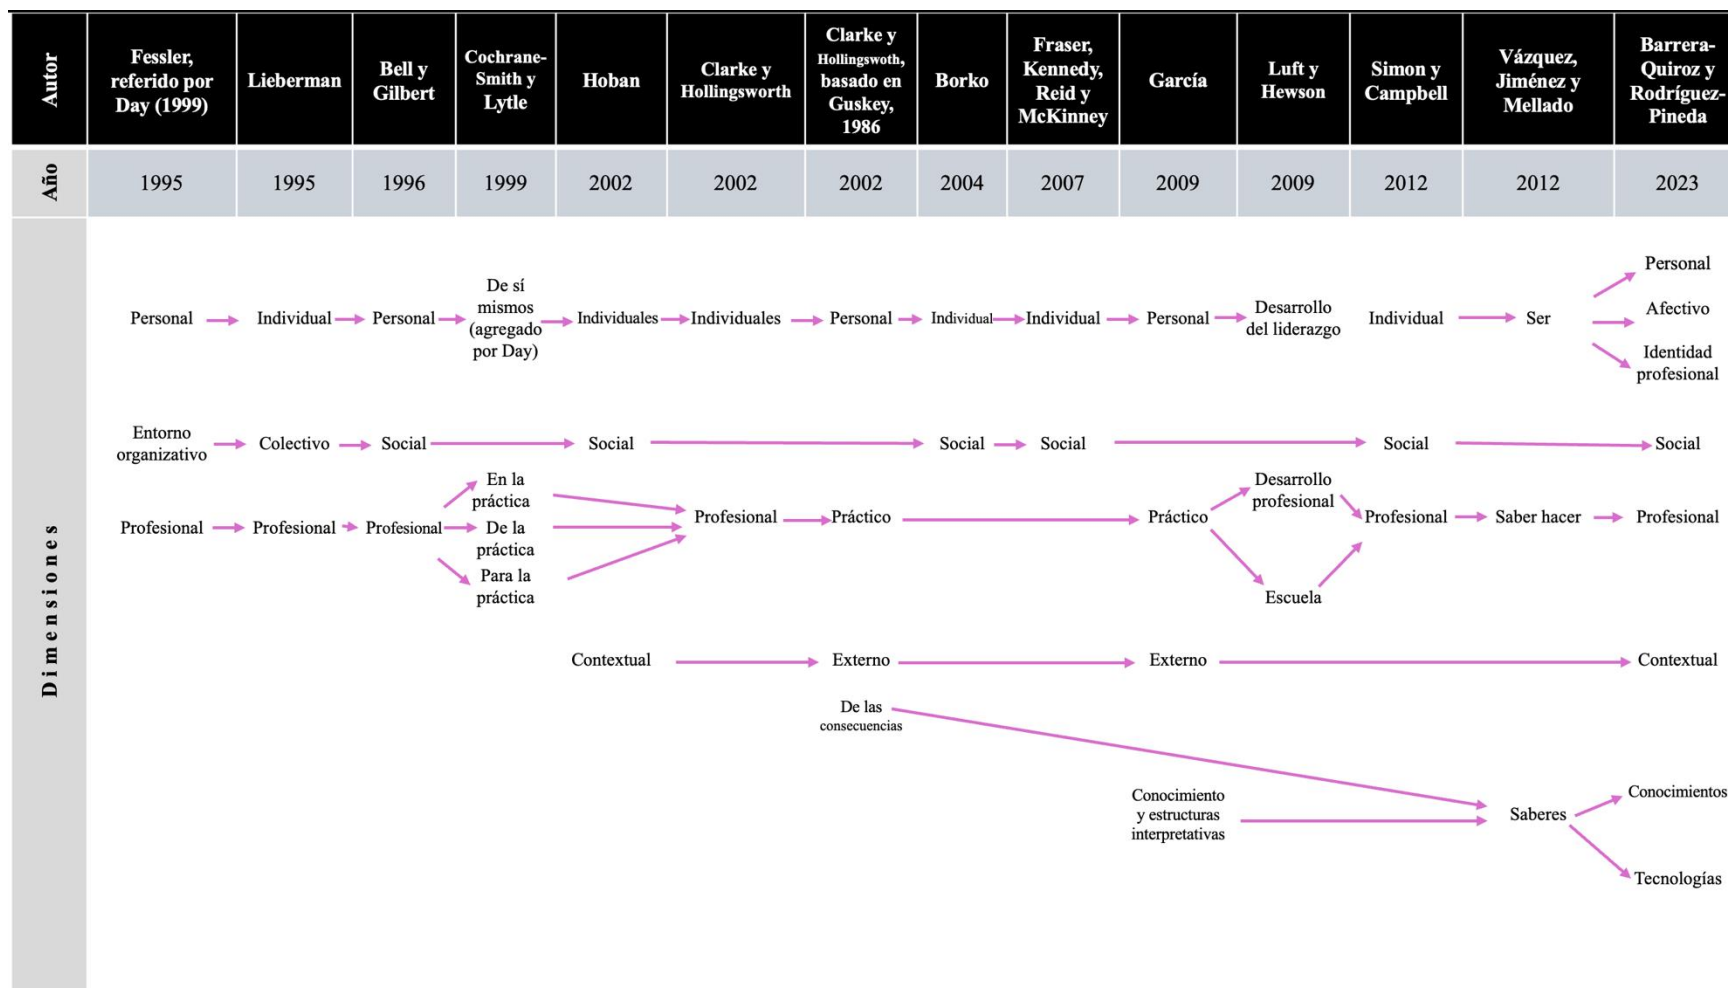 Autor
Fessler,
referido por
Day (1999)
Lieberman
Bell y
Gilbert
Cochrane-
Smith y
Lytle
Hoban
Clarke y
Hollingsworth
Clarke y
Hollingswoth,
basado en
Guskey,
1986
Borko
Fraser,
Kennedy,
Reid y
McKinney
García
Luft y
Hewson
Simon y
Campbell
Vázquez,
Jiménez y
Mellado
Barrera-
Quiroz y
Rodríguez-
Pineda
Año
1995
1995
1996
1999
2002
2002
2002
2004
2007
2009
2009
2012
2012
2023
Dimensiones
Personal
Individual
Personal
De sí
mismos
(agregado
por Day)
Individuales
Individuales
Personal
Individual
Individual
Personal
Desarrollo
del liderazgo
Individual
Ser
Personal
Afectivo
Identidad
profesional
Entorno
organizativo
Colectivo
Social
Social
Social
Social
Social
Social
Profesional
Profesional
Profesional
En la
práctica
De la
práctica
Para la
práctica
Profesional
Práctico
Práctico
Desarrollo
profesional
Escuela
Profesional
Saber hacer
Profesional
Contextual
Externo
Externo
Contextual
De las
consecuencias
Conocimiento
y estructuras
interpretativas
Saberes
Conocimientos
Tecnologías